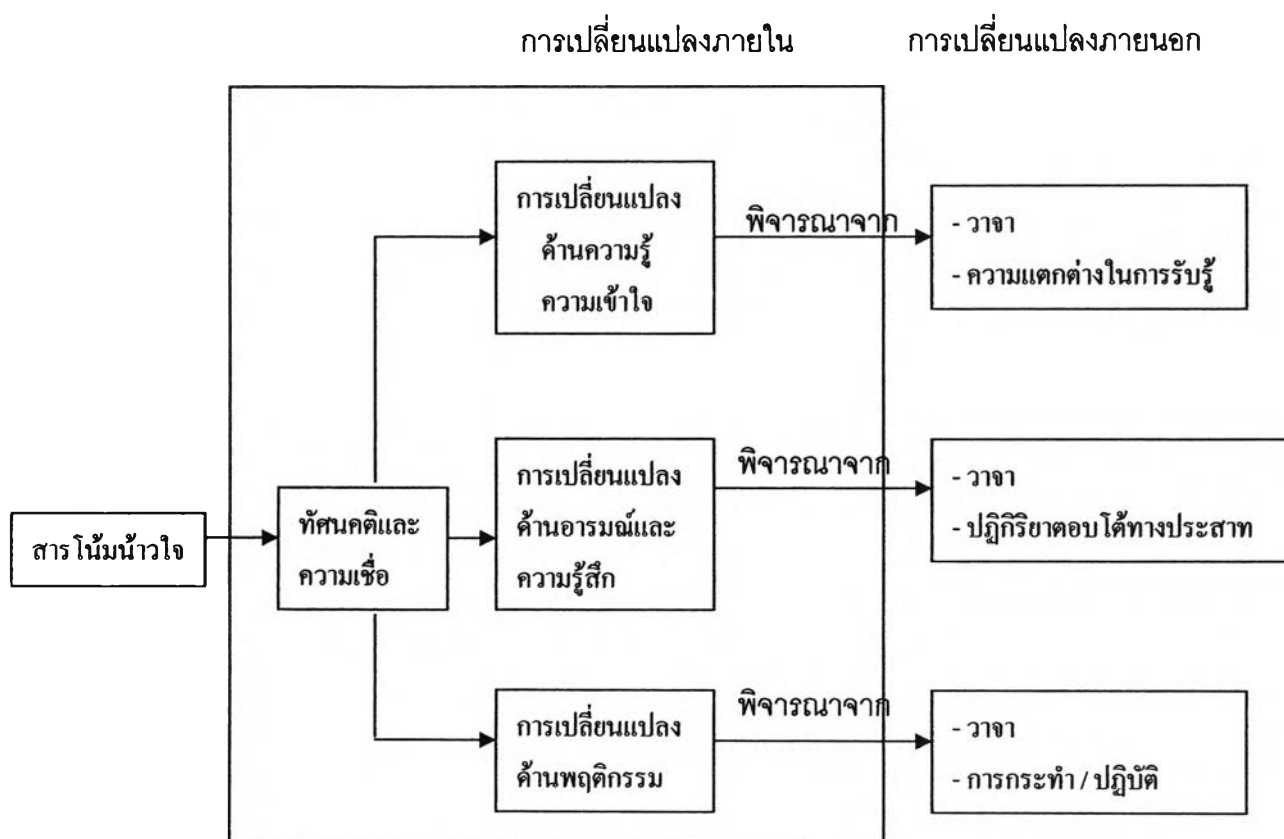 การเปลี่ยนแปลงภายใน
การเปลี่ยนแปลงภายนอก
การเปลี่ยนแปลง
ด้านความรู้
ความเข้าใจ
พิจารณาจาก
- วาจา
- ความแตกต่างในการรับรู้
สารโน้มน้าวใจ
ทัศนคติและ
ความเชื่อ
การเปลี่ยนแปลง
ด้านอารมณ์และ
ความรู้สึก
พิจารณาจาก
- วาจา
- ปฏิกิริยาตอบโต้ทางประสาท
การเปลี่ยนแปลง
ด้านพฤติกรรม
พิจารณาจาก
- วาจา
- การกระทำ / ปฏิบัติ